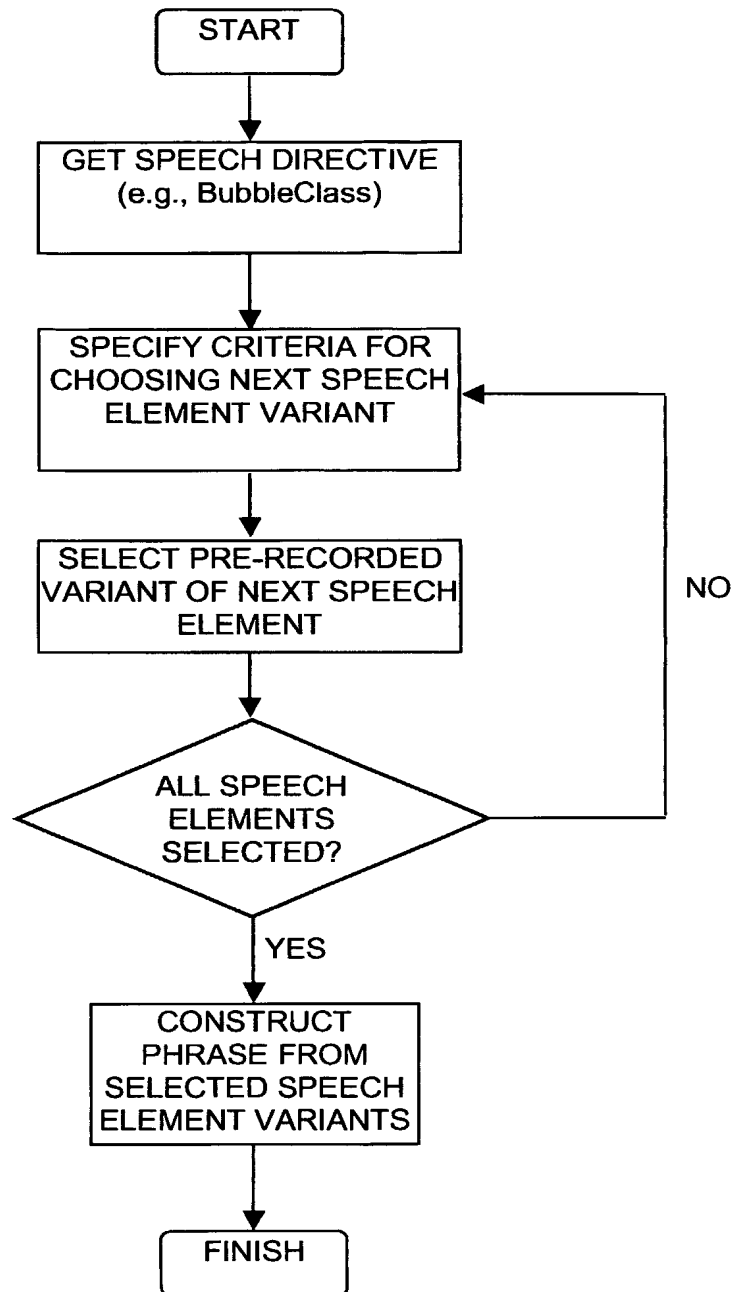 START
GET SPEECH DIRECTIVE
(e.g., BubbleClass)
SPECIFY CRITERIA FOR
CHOOSING NEXT SPEECH
ELEMENT VARIANT
SELECT PRE-RECORDED
VARIANT OF NEXT SPEECH
ELEMENT
NO
ALL SPEECH
ELEMENTS
SELECTED?
YES
CONSTRUCT
PHRASE FROM
SELECTED SPEECH
ELEMENT VARIANTS
FINISH